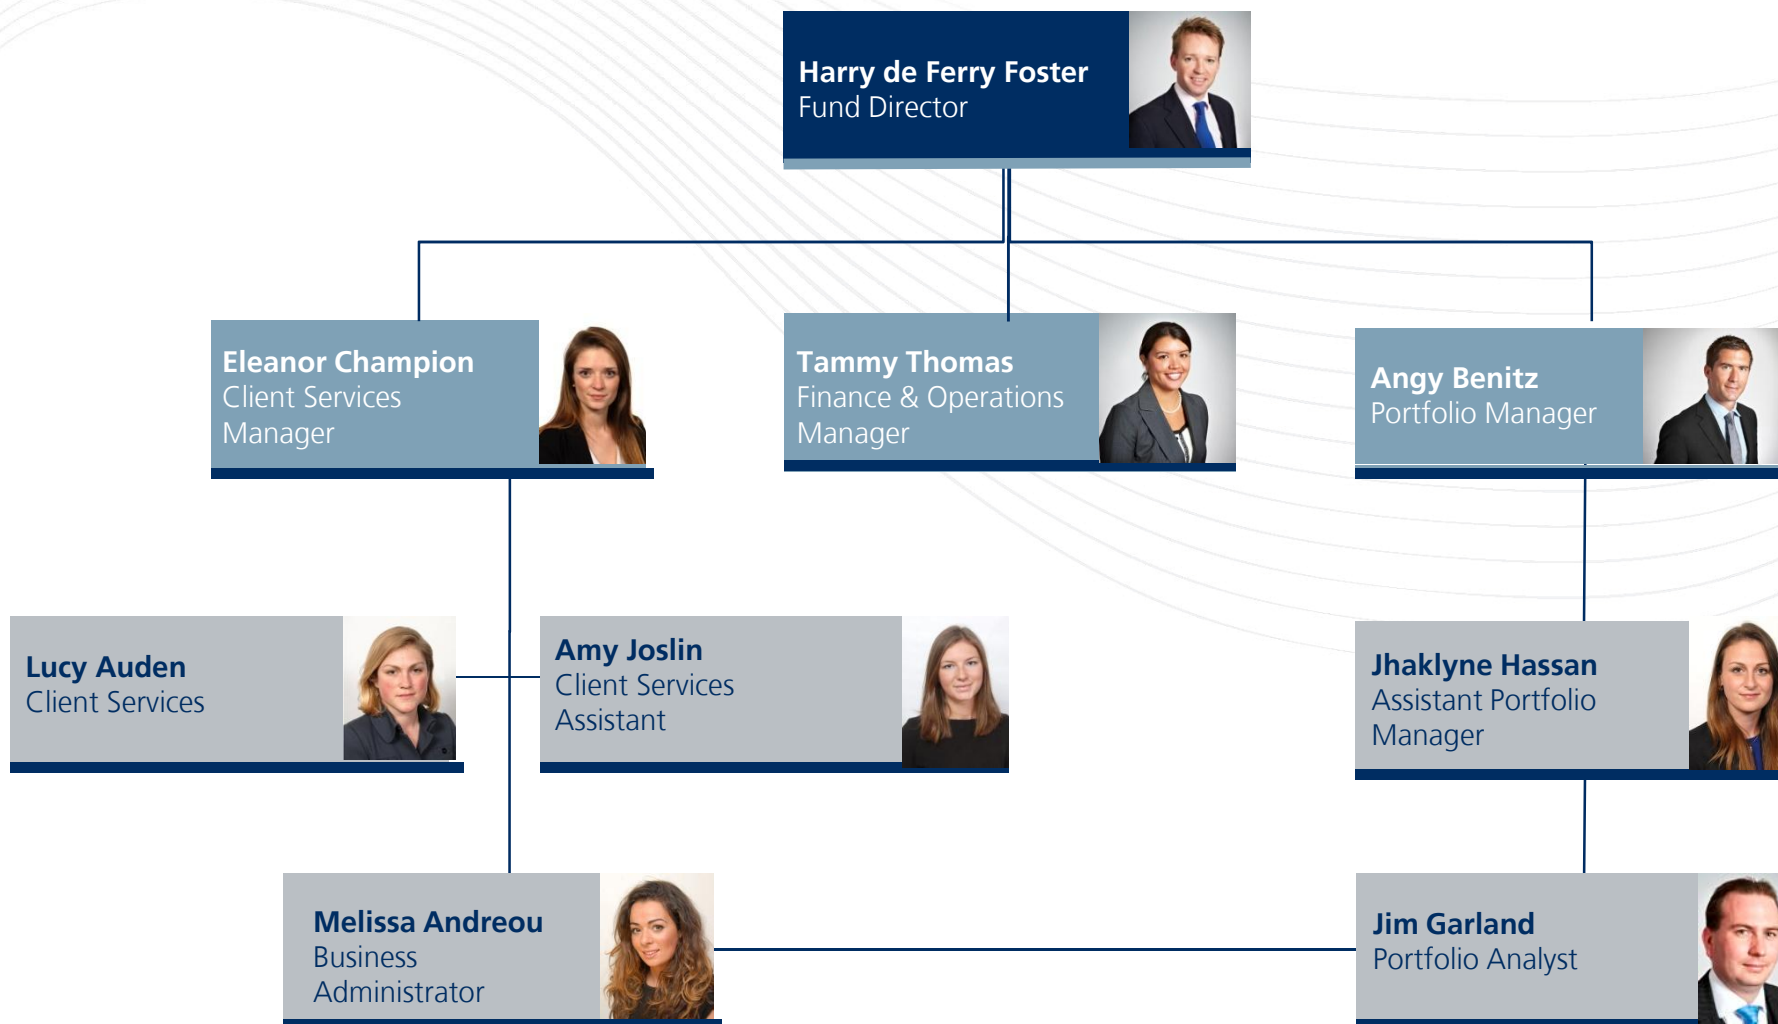 Harry de Ferry Foster
Fund Director
Eleanor Champion
Client Services
Manager
Tammy Thomas
Finance & Operations
Manager
Angy Benitz
Portfolio Manager
Lucy Auden
Client Services
Amy Joslin
Client Services
Assistant
Jhaklyne Hassan
Assistant Portfolio
Manager
Melissa Andreou
Business
Administrator
Jim Garland
Portfolio Analyst